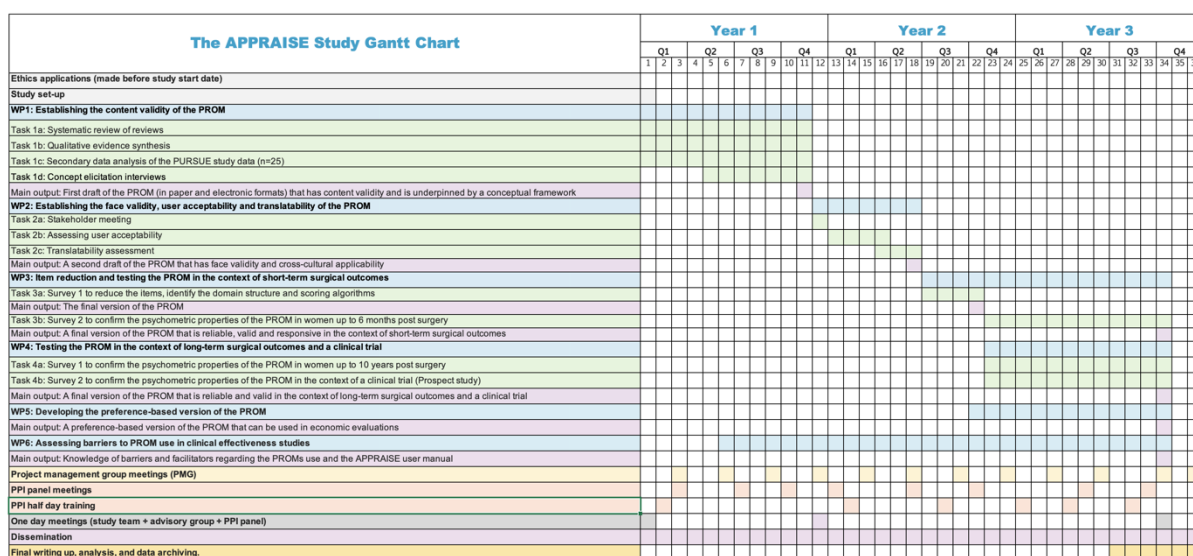 The APPRAISE Study Gantt Chart
Year 1 Year 2 Year 3
Q1 Q2 Q3 Q4 Q1 Q2 Q3 Q4 Q1 Q2 Q3 Q4
1 2 3 4 5 6 7 8 9 10 11 12 13 14 15 16 17 18 19 20 21 22 23 24 25 26 27 28 29 30 31 32 33 34 35
Ethics applications (made before study start date)
Study set-up
WP1: Establishing the content validity of the PROM
Task 1a: Systematic review of reviews
Task 1b: Qualitative evidence synthesis
Task 1c: Secondary data analysis of the PURSUE study data (n=25)
Task 1d: Concept elicitation interviews
Main output: First draft of the PROM (in paper and electronic formats) that has content validity and is underpinned by a conceptual framework
WP2: Establishing the face validity, user acceptability and translatability of the PROM
Task 2a: Stakeholder meeting
Task 2b: Assessing user acceptability
Task 2c: Translatability assessment
Main output: A second draft of the PROM that has face validity and cross-cultural applicability
WP3: Item reduction and testing the PROM in the context of short-term surgical outcomes
Task 3a: Survey 1 to reduce the items, identify the domain structure and scoring algorithms
Main output: The final version of the PROM
Task 3b: Survey 2 to confirm the psychometric properties of the PROM in women up to 6 months post surgery
Main output: A final version of the PROM that is reliable, valid and responsive in the context of short-term surgical outcomes
WP4: Testing the PROM in the context of long-term surgical outcomes and a clinical trial
Task 4a: Survey 1 to confirm the psychometric properties of the PROM in women up to 10 years post surgery
Task 4b: Survey 2 to confirm the psychometric properties of the PROM in the context of a clinical trial (Prospect study)
Main output: A final version of the PROM that is reliable and valid in the context of long-term surgical outcomes and a clinical trial
WP5: Developing the preference-based version of the PROM
Main output: A preference-based version of the PROM that can be used in economic evaluations
WP6: Assessing barriers to PROM use in clinical effectiveness studies
Main output: Knowledge of barriers and facilitators regarding the PROMs use and the APPRAISE user manual
Project management group meetings (PMG)
PPI panel meetings
PPI half day training
One day meetings (study team + advisory group + PPI panel)
Dissemination
Final writing up, analysis, and data archiving.